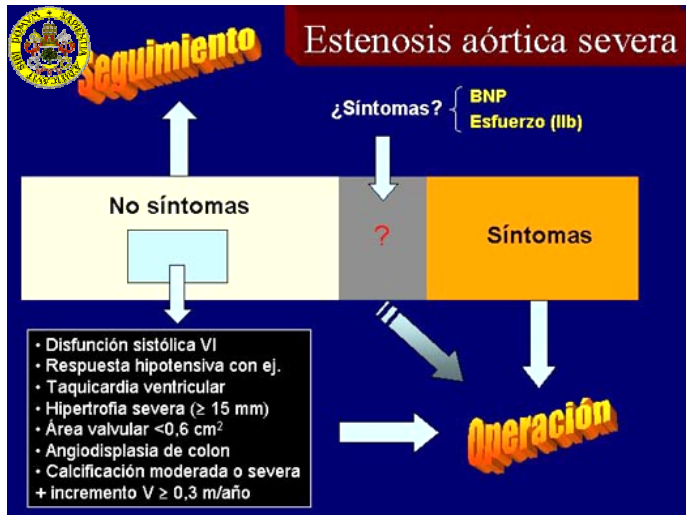 Seguimiento
Estenosis aórtica severa
¿Síntomas?
BNP
Esfuerzo (IIb)
No síntomas
?
Síntomas
• Disfunción sistólica VI
• Respuesta hipotensiva con ej.
• Taquicardia ventricular
• Hipertrofia severa (≥ 15 mm)
• Área valvular <0,6 cm²
• Angiodisplasia de colon
• Calcificación moderada o severa
+ incremento V ≥ 0,3 m/año
Operación